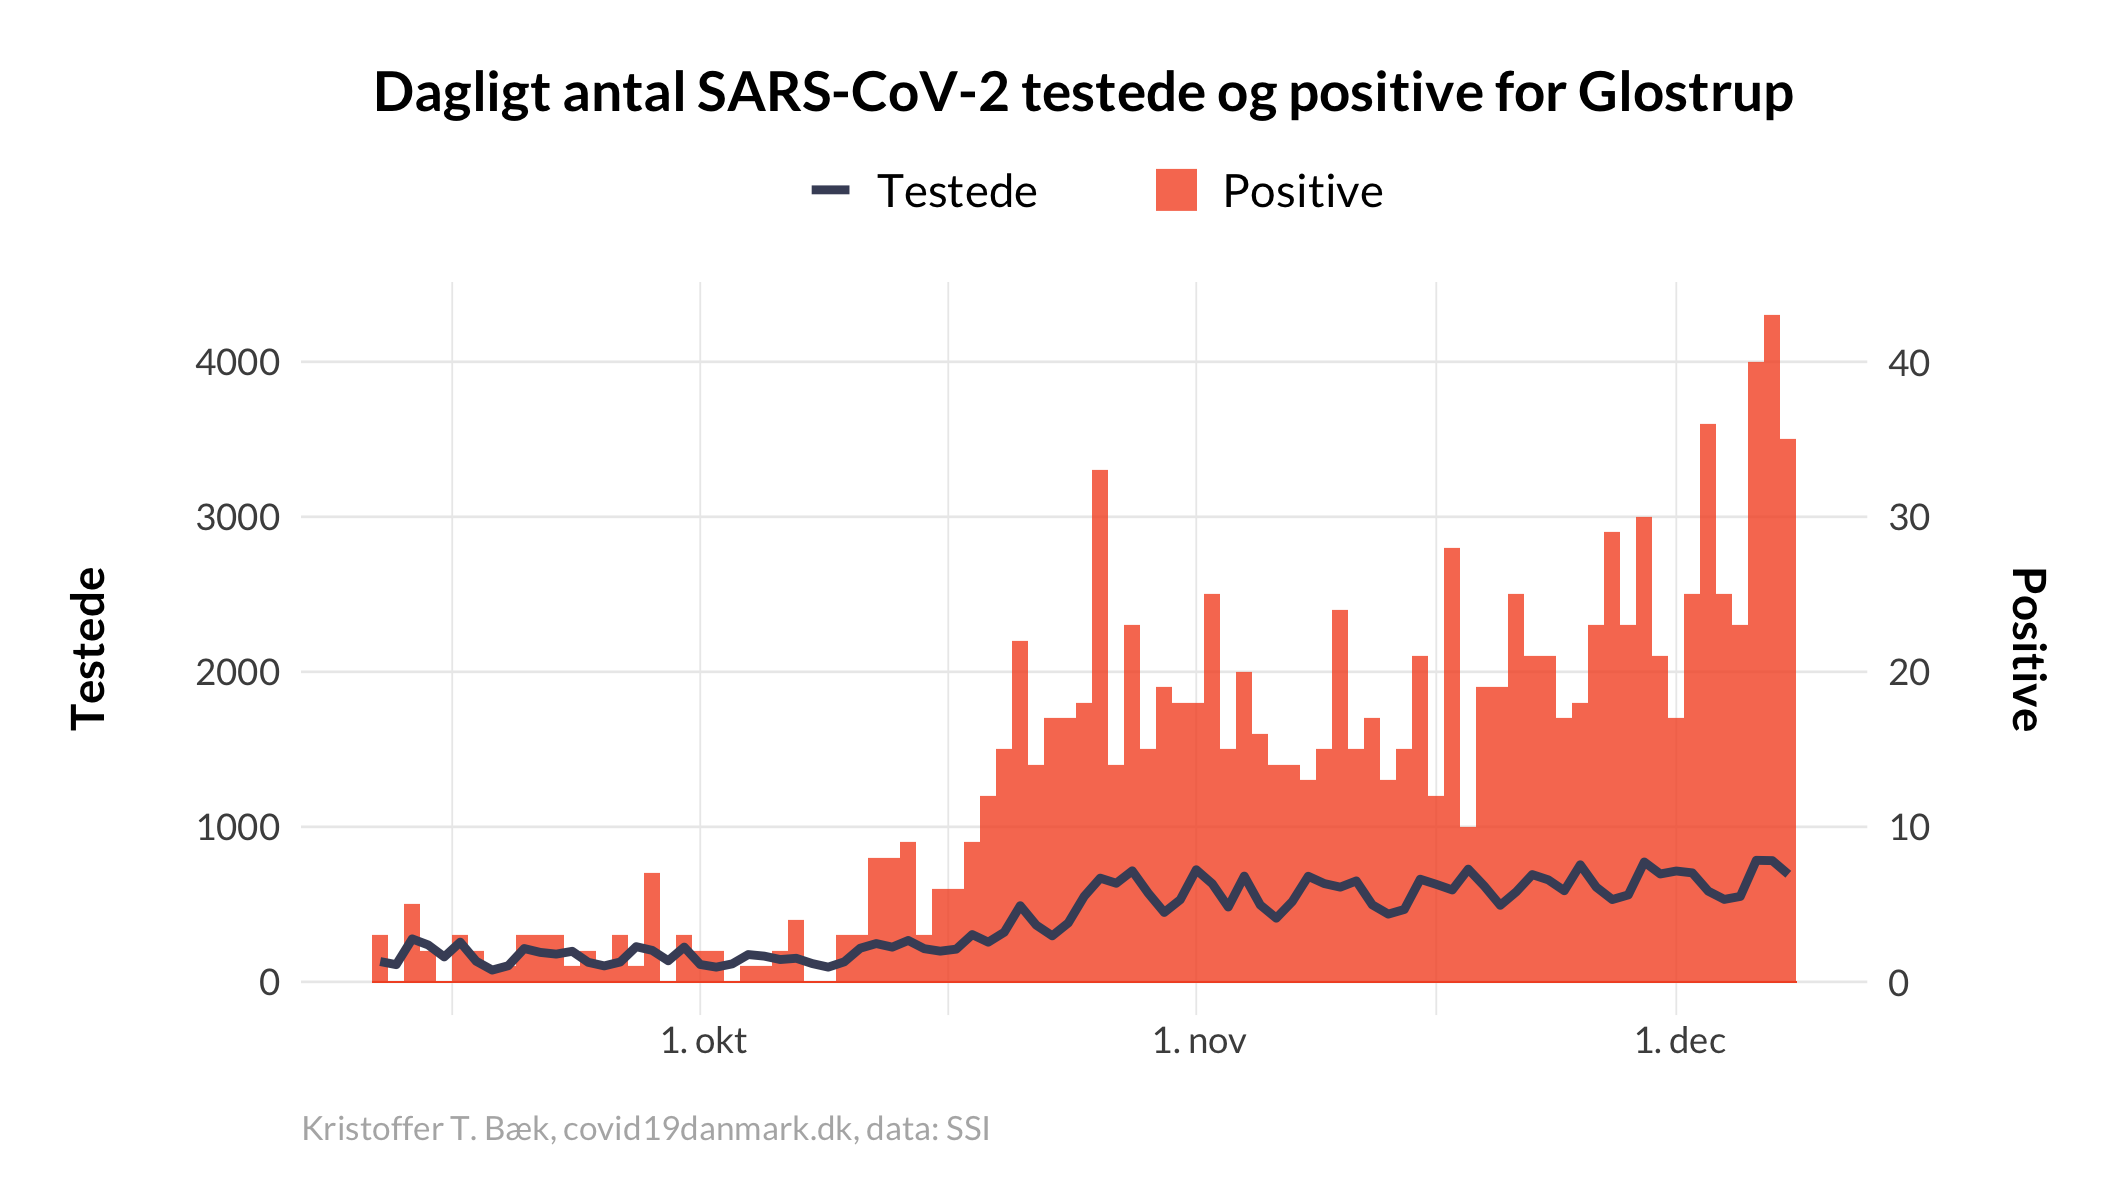 Dagligt antal SARS-CoV-2 testede og positive for Glostrup
Testede
Positive
4000
3000
2000
1000
0
40
30
20
10
0
Testede
Positive
1. okt
1. nov
1. dec
Kristoffer T. Bæk, covid19danmark.dk, data: SSI